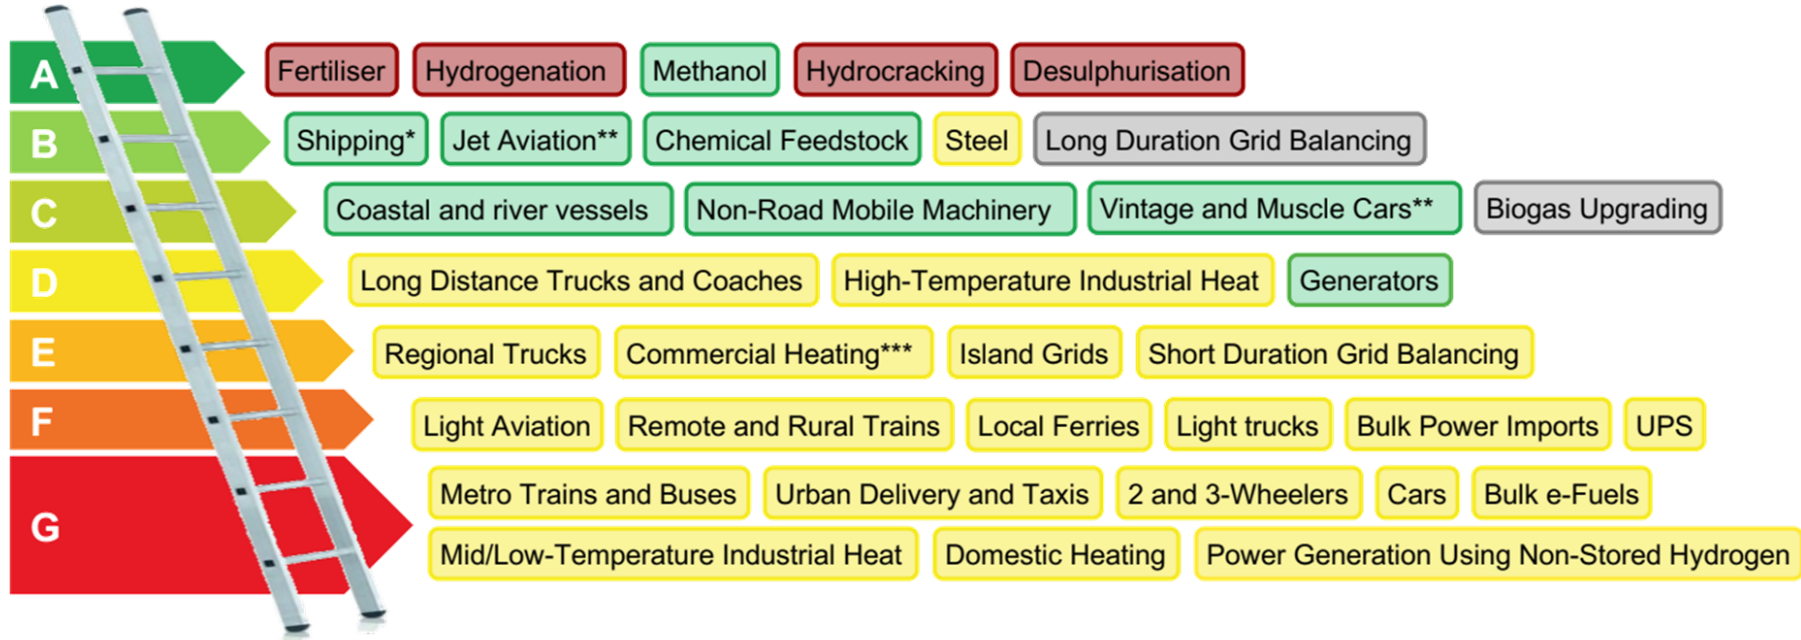 A Fertiliser Hydrogenation Methanol Hydrocracking Desulphurisation
B Shipping* Jet Aviation** Chemical Feedstock Steel Long Duration Grid Balancing
C Coastal and river vessels Non-Road Mobile Machinery Vintage and Muscle Cars** Biogas Upgrading
D Long Distance Trucks and Coaches High-Temperature Industrial Heat Generators
E Regional Trucks Commercial Heating*** Island Grids Short Duration Grid Balancing
F Light Aviation Remote and Rural Trains Local Ferries Light trucks Bulk Power Imports UPS
G Metro Trains and Buses Urban Delivery and Taxis 2 and 3-Wheelers Cars Bulk e-Fuels
Mid/Low-Temperature Industrial Heat Domestic Heating Power Generation Using Non-Stored Hydrogen